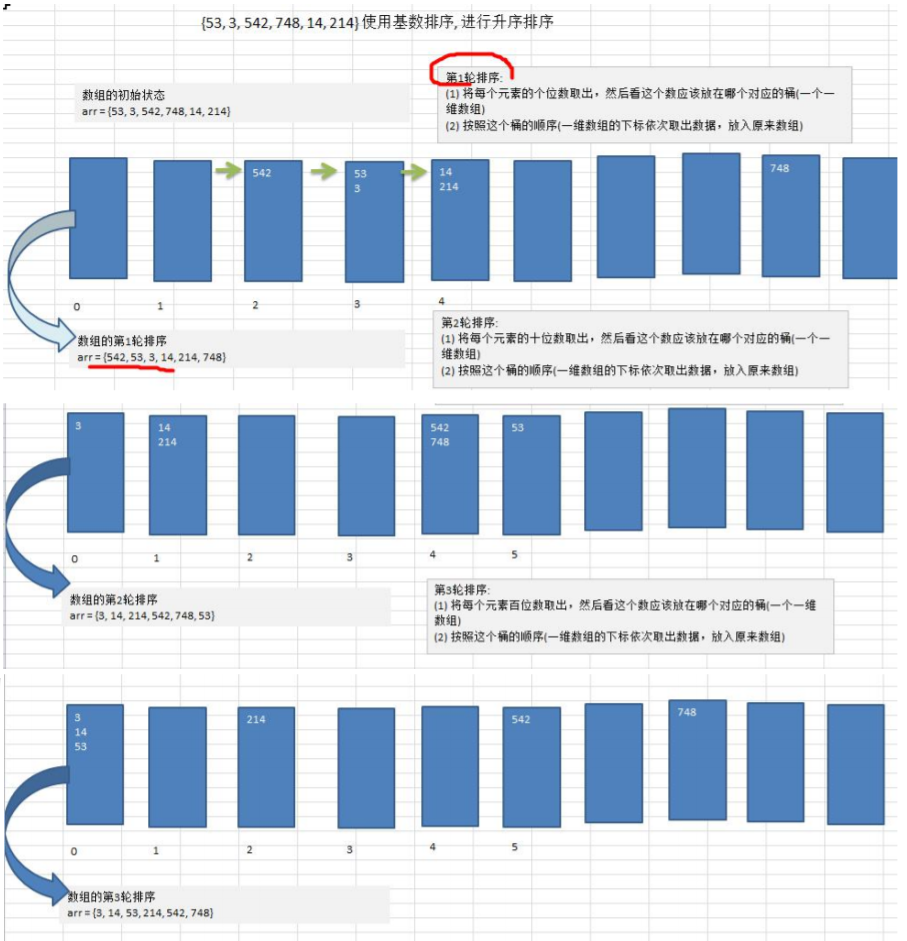 {53, 3, 542, 748, 14, 214} 使用基数排序, 进行升序排序
数组的初始状态
arr = {53, 3, 542, 748, 14, 214}
第1轮排序:
(1) 将每个元素的个位数取出，然后看这个数应该放在哪个对应的桶(一个一
维数组)
(2) 按照这个桶的顺序(一维数组的下标依次取出数据，放入原来数组)
542
53
3
14
214
748
0
1
2
3
4
数组的第1轮排序
arr = {542, 53, 3, 14, 214, 748}
第2轮排序:
(1) 将每个元素的十位数取出，然后看这个数应该放在哪个对应的桶(一个一
维数组)
(2) 按照这个桶的顺序(一维数组的下标依次取出数据，放入原来数组)
3
14
214
542
748
53
0
1
2
3
4
5
数组的第2轮排序
arr = {3, 14, 214, 542, 748, 53}
第3轮排序:
(1) 将每个元素百位数取出，然后看这个数应该放在哪个对应的桶(一个一维
数组)
(2) 按照这个桶的顺序(一维数组的下标依次取出数据，放入原来数组)
3
14
53
214
542
748
0
1
2
3
4
5
数组的第3轮排序
arr = {3, 14, 53, 214, 542, 748}